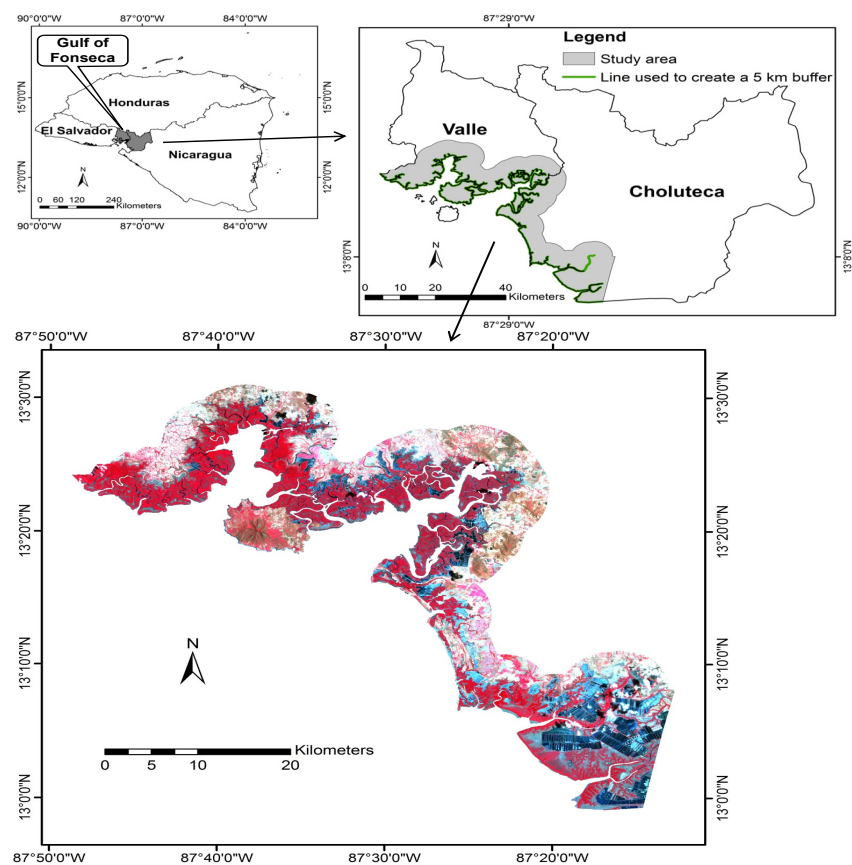 90°0'0"W 87°0'0"W 84°0'0"W
Gulf of
Fonseca
Honduras
El Salvador
Nicaragua
N
0 60 120 240
Kilometers
15°0'0"N
12°0'0"N
15°0'0"N
12°0'0"N
90°0'0"W 87°0'0"W 84°0'0"W
87°29'0"W
Legend
Study area
Line used to create a 5 km buffer
Valle
Choluteca
N
0 10 20 40
Kilometers
13°8'0"N
13°8'0"N
87°29'0"W
87°50'0"W 87°40'0"W 87°30'0"W 87°20'0"W
13°30'0"N
13°20'0"N
13°10'0"N
13°0'0"N
13°30'0"N
13°20'0"N
13°10'0"N
13°0'0"N
N
Kilometers
0 5 10 20
87°50'0"W 87°40'0"W 87°30'0"W 87°20'0"W